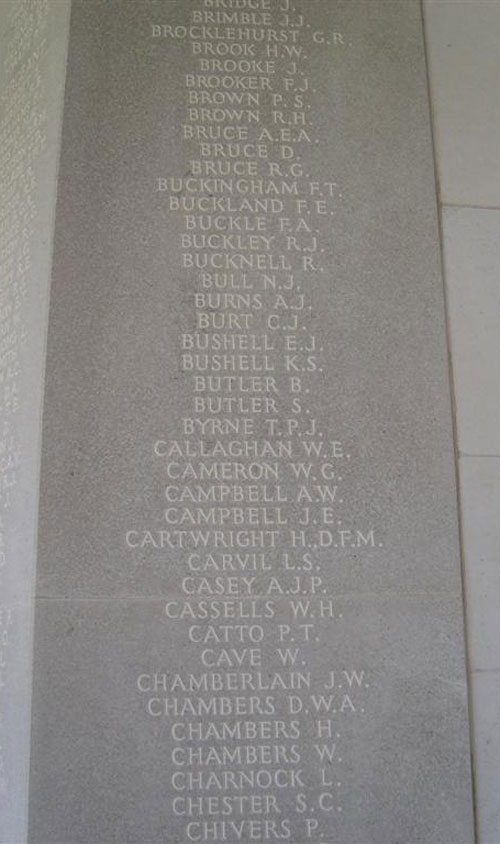 BRIDGE J.
BRIMBLE J.J.
BROCKLEHURST G.R.
BROOK H.W.
BROOKE J.
BROOKER F.J.
BROWN P.S.
BROWN R.H.
BRUCE A.E.A.
BRUCE D.
BRUCE R.G.
BUCKINGHAM F.T.
BUCKLAND F.E.
BUCKLE F.A.
BUCKLEY R.J.
BUCKNELL R.
BULL N.J.
BURNS A.J.
BURT C.J.
BUSHELL E.J.
BUSHELL K.S.
BUTLER B.
BUTLER S.
BYRNE T.P.J.
CALLAGHAN W.E.
CAMERON W.G.
CAMPBELL A.W.
CAMPBELL J.E.
CARTWRIGHT H.,D.F.M.
CARVIL L.S.
CASEY A.J.P.
CASSELLS W.H.
CATTO P.T.
CAVE W.
CHAMBERLAIN J.W.
CHAMBERS D.W.A.
CHAMBERS H.
CHAMBERS W.
CHARNOCK L.
CHESTER S.C.
CHIVERS P.